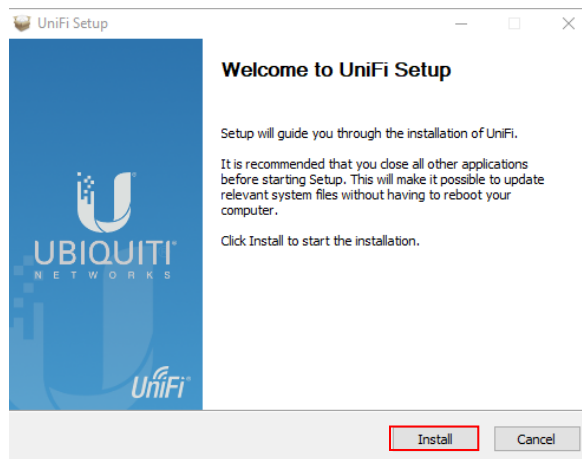 UniFi Setup
Welcome to UniFi Setup
Setup will guide you through the installation of UniFi.
It is recommended that you close all other applications
before starting Setup. This will make it possible to update
relevant system files without having to reboot your
computer.
Click Install to start the installation.
UBIQUITI
NETWORKS
UniFi
Install
Cancel